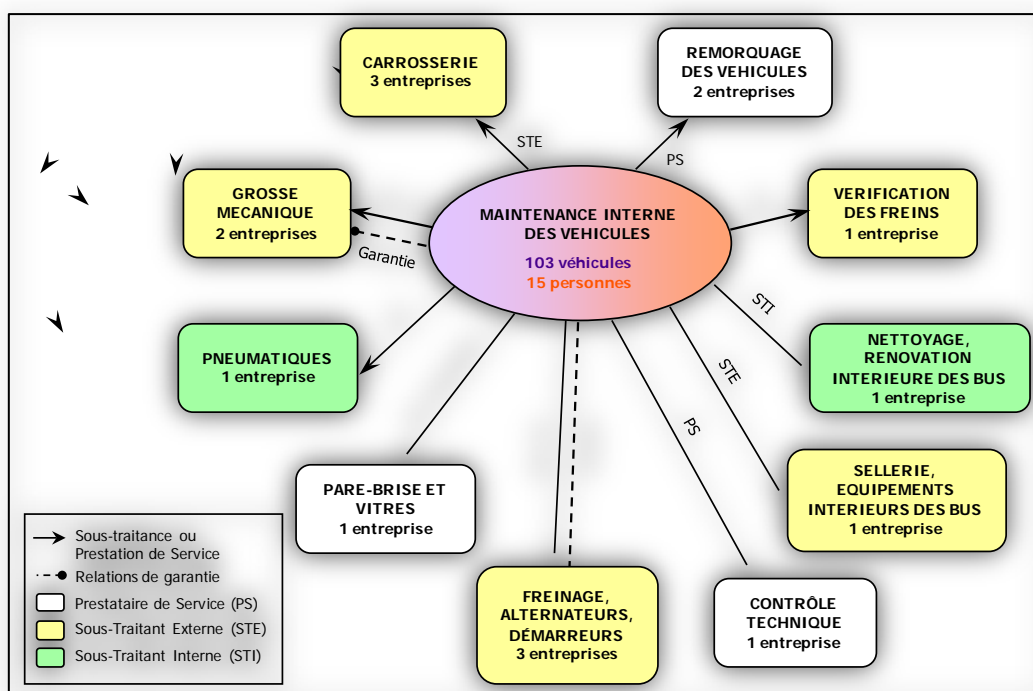 CARROSSERIE
3 entreprises
REMORQUAGE
DES VEHICULES
2 entreprises
STE
PS
GROSSE
MECANIQUE
2 entreprises
Garantie
MAINTENANCE INTERNE
DES VEHICULES
103 véhicules
15 personnes
VERIFICATION
DES FREINS
1 entreprise
STI
PNEUMATIQUES
1 entreprise
NETTOYAGE,
RENOVATION
INTERIEURE DES BUS
1 entreprise
STE
PS
PARE-BRISE ET
VITRES
1 entreprise
SELLERIE,
EQUIPEMENTS
INTERIEURS DES BUS
1 entreprise
FREINAGE,
ALTERNATEURS,
DÉMARREURS
3 entreprises
CONTRÔLE
TECHNIQUE
1 entreprise
Sous-traitance ou
Prestation de Service
Relations de garantie
Prestataire de Service (PS)
Sous-Traitant Externe (STE)
Sous-Traitant Interne (STI)